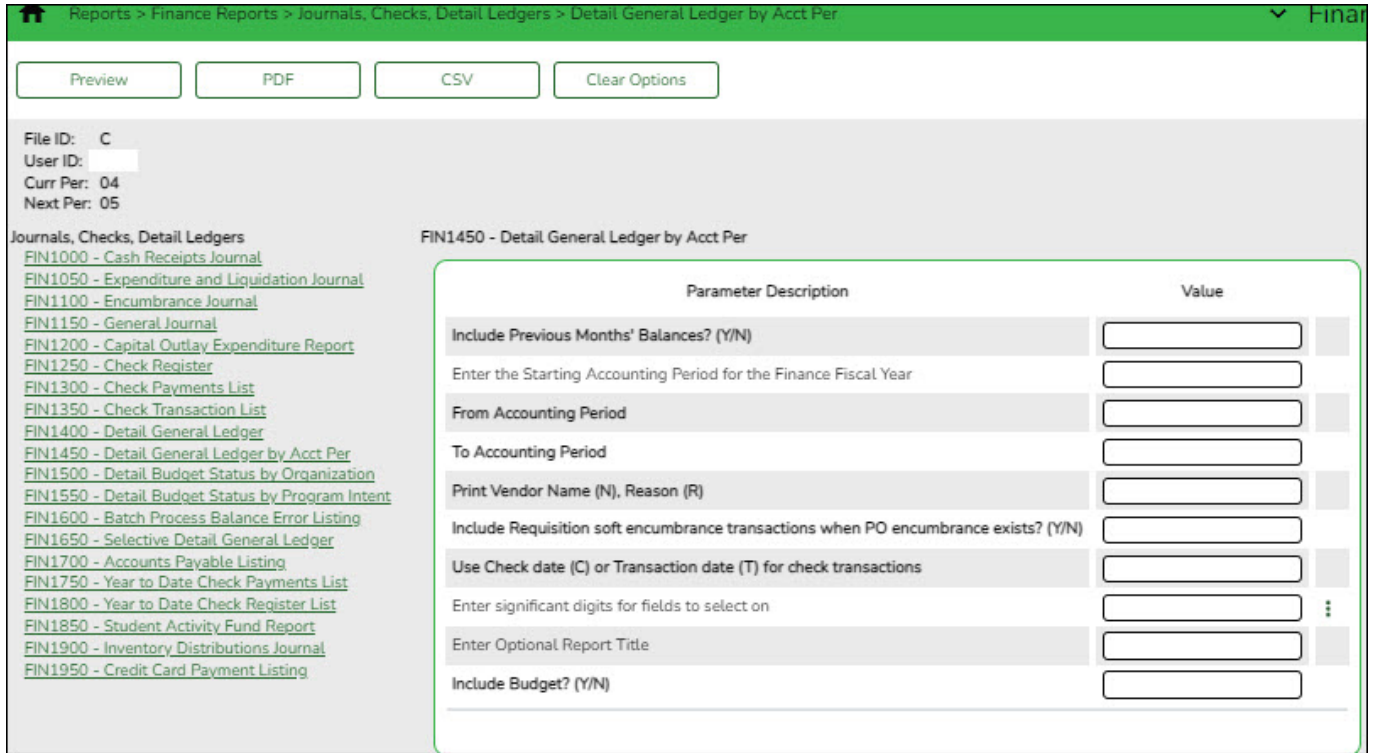 Reports > Finance Reports > Journals, Checks, Detail Ledgers > Detail General Ledger by Acct Per
Finar
Preview PDF CSV Clear Options
File ID: C
User ID:
Curr Per: 04
Next Per: 05
Journals, Checks, Detail Ledgers
FIN1000 - Cash Receipts Journal
FIN1050 - Expenditure and Liquidation Journal
FIN1100 - Encumbrance Journal
FIN1150 - General Journal
FIN1200 - Capital Outlay Expenditure Report
FIN1250 - Check Register
FIN1300 - Check Payments List
FIN1350 - Check Transaction List
FIN1400 - Detail General Ledger
FIN1450 - Detail General Ledger by Acct Per
FIN1500 - Detail Budget Status by Organization
FIN1550 - Detail Budget Status by Program Intent
FIN1600 - Batch Process Balance Error Listing
FIN1650 - Selective Detail General Ledger
FIN1700 - Accounts Payable Listing
FIN1750 - Year to Date Check Payments List
FIN1800 - Year to Date Check Register List
FIN1850 - Student Activity Fund Report
FIN1900 - Inventory Distributions Journal
FIN1950 - Credit Card Payment Listing
FIN1450 - Detail General Ledger by Acct Per
Parameter Description Value
Include Previous Months' Balances? (Y/N)
Enter the Starting Accounting Period for the Finance Fiscal Year
From Accounting Period
To Accounting Period
Print Vendor Name (N), Reason (R)
Include Requisition soft encumbrance transactions when PO encumbrance exists? (Y/N)
Use Check date (C) or Transaction date (T) for check transactions
Enter significant digits for fields to select on
Enter Optional Report Title
Include Budget? (Y/N)